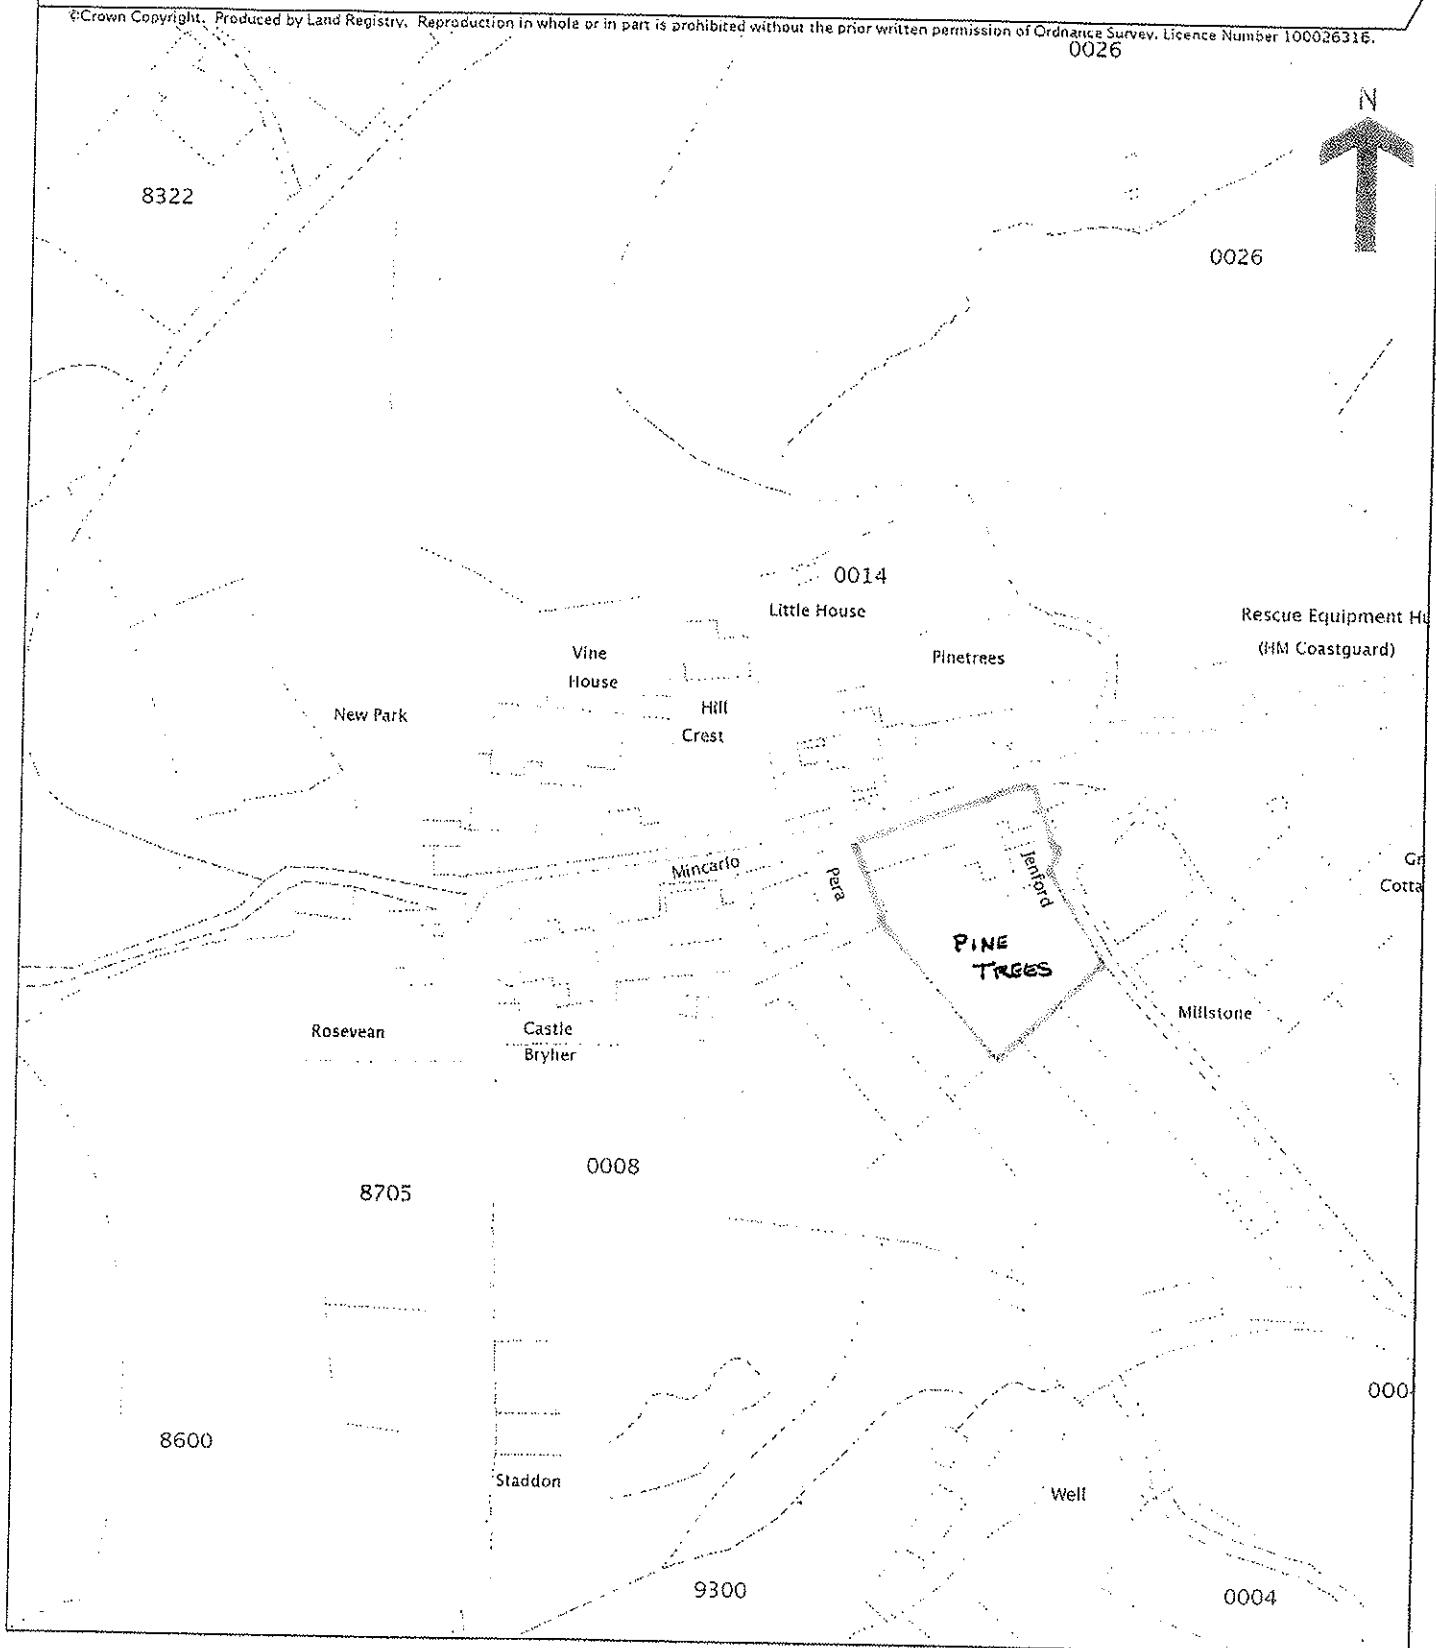 ©Crown Copyright. Produced by Land Registry. Reproduction in whole or in part is prohibited without the prior written permission of Ordnance Survey. Licence Number 100026316.
0026
N
8322
0026
0014
Little House
Rescue Equipment
(HM Coastguard)
Vine
House
Pinetrees
New Park
Hill
Crest
Mincarlo
Pera
Jenford
PINE
TREES
Millstone
Rosevean
Castle
Bryher
0008
8705
8600
Staddon
Well
9300
0004